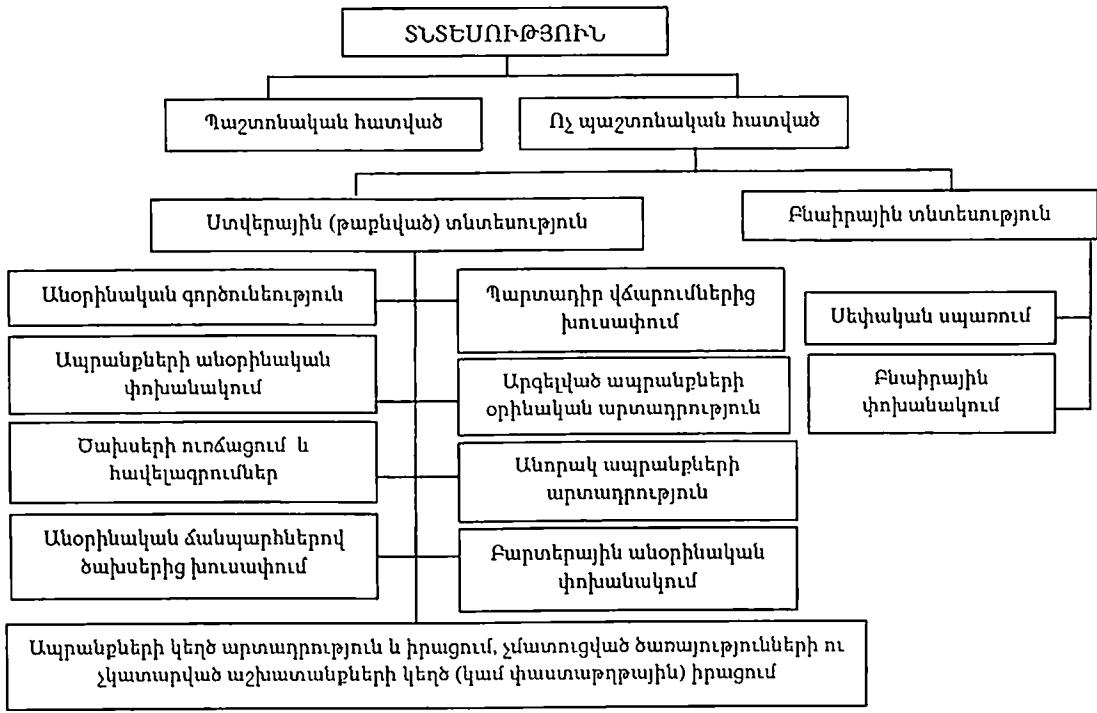 ՏՆՏԵՍՈՒԹՅՈՒՆ
Պաշտոնական հատված
Ոչ պաշտոնական հատված
Ստվերային (թաքնված) տնտեսություն
Բնաիրային տնտեսություն
Անօրինական գործունեություն
Պարտադիր վճարումներից
խուսափում
Ապրանքների անօրինական
փոխանակում
Արգելված ապրանքների
օրինական արտադրություն
Ծախսերի ուռճացում և
հավելագրումներ
Անորակ ապրանքների
արտադրություն
Անօրինական ճանպարհներով
ծախսերից խուսափում
Բարտերային անօրինական
փոխանակում
Սեփական սպառում
Բնաիրային
փոխանակում
Ապրանքների կեղծ արտադրություն և իրացում, չմատուցված ծառայությունների ու
չկատարված աշխատանքների կեղծ (կամ փաստաթղթային) իրացում